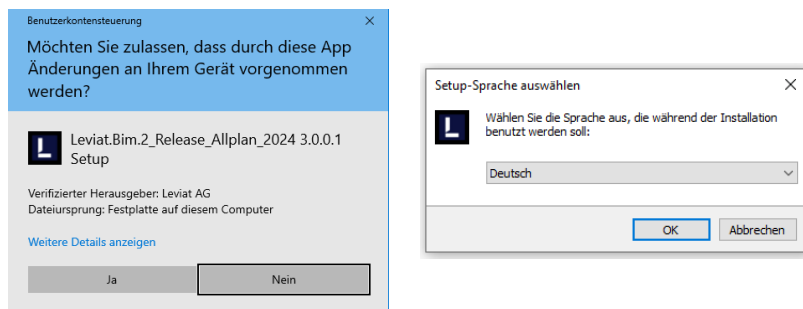 Benutzerkontensteuerung
Möchten Sie zulassen, dass durch diese App
Änderungen an Ihrem Gerät vorgenommen
werden?
L
Leviat.Bim.2_Release_Allplan_2024 3.0.0.1
Setup
Verifizierter Herausgeber: Leviat AG
Dateiursprung: Festplatte auf diesem Computer
Weitere Details anzeigen
Ja
Nein
Setup-Sprache auswählen
L
Wählen Sie die Sprache aus, die während der Installation
benutzt werden soll:
Deutsch
OK
Abbrechen